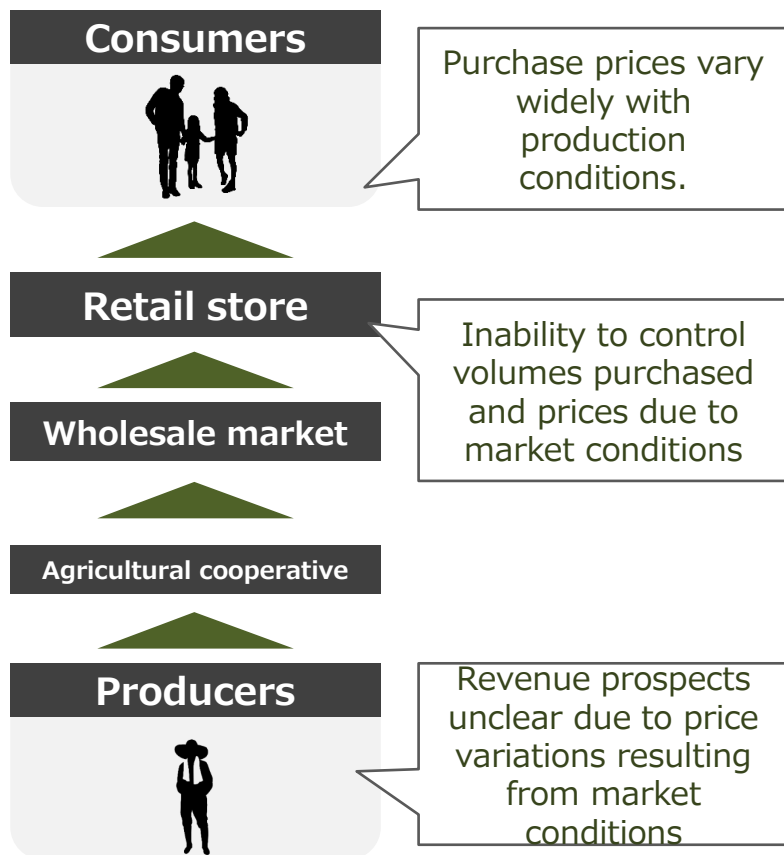 Consumers
Purchase prices vary
widely with
production
conditions.
Retail store
Inability to control
volumes purchased
and prices due to
market conditions
Wholesale market
Agricultural cooperative
Producers
Revenue prospects
unclear due to price
variations resulting
from market
conditions